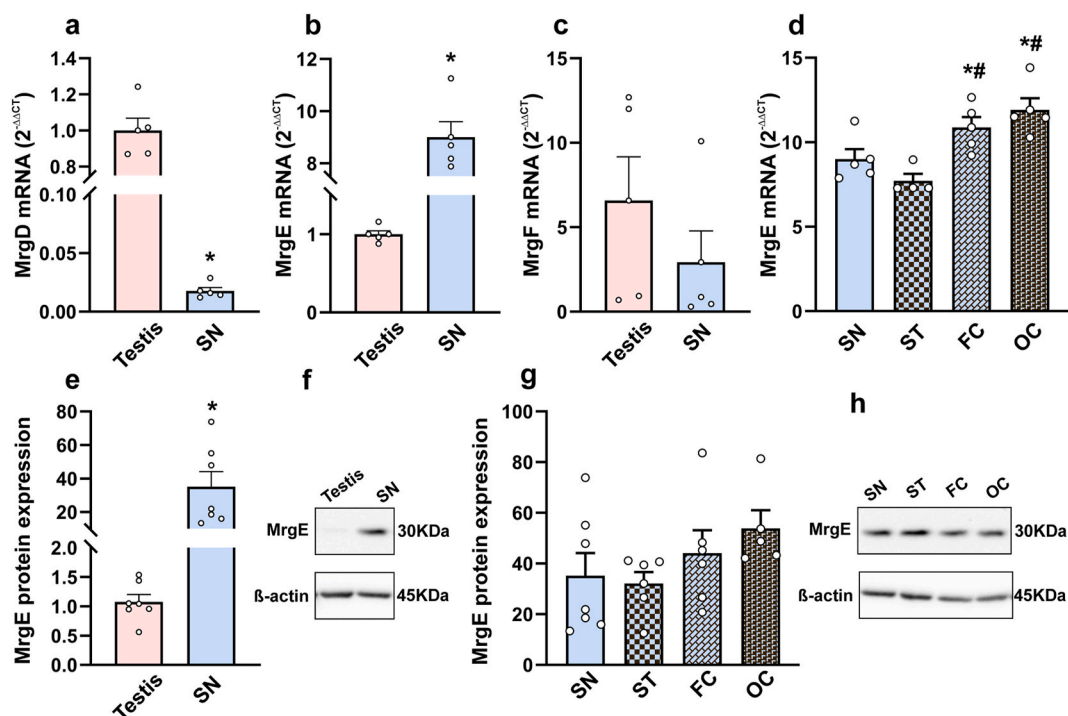 a
MrgD mRNA (2-ΔΔCT)
1.4
1.2
1.0
0.8
0.10
0.05
0.00
*
Testis
SN
b
MrgE mRNA (2-ΔΔCT)
12
10
8
1
0
*
Testis
SN
c
MrgF mRNA (2-ΔΔCT)
15
10
5
0
Testis
SN
d
MrgE mRNA (2-ΔΔCT)
15
10
5
0
*#
*#
SN
ST
FC
OC
e
MrgE protein expression
80
60
40
20
2.0
1.5
1.0
0.5
0.0
*
Testis
SN
f
Testis
SN
MrgE
30KDa
ß-actin
45KDa
g
MrgE protein expression
100
80
60
40
20
0
SN
ST
FC
OC
h
SN
ST
FC
OC
MrgE
30KDa
ß-actin
45KDa